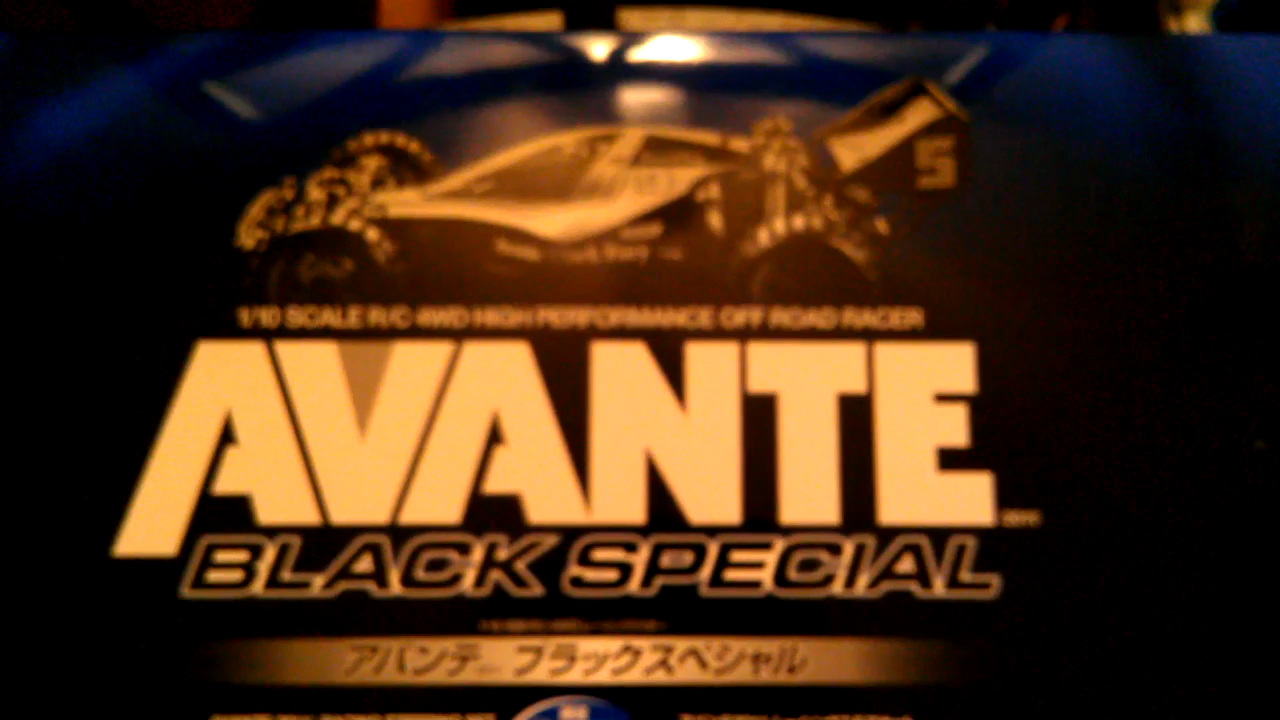 5
1/10 SCALE R/C 4WD HIGH PERFORMANCE OFF ROAD RACER
AVANTE
BLACK SPECIAL
アバンテ ブラックスペシャル